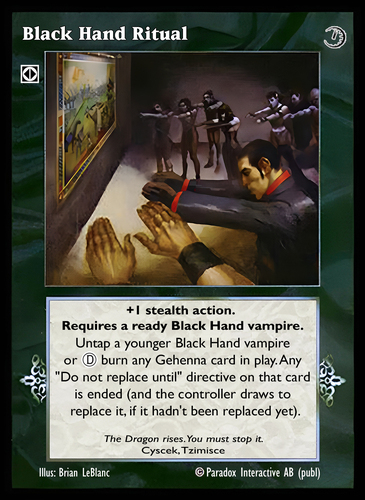 Black Hand Ritual
+1 stealth action.
Requires a ready Black Hand vampire.
Untap a younger Black Hand vampire
or Ⓓ burn any Gehenna card in play. Any
"Do not replace until" directive on that card
is ended (and the controller draws to
replace it, if it hadn't been replaced yet).
The Dragon rises. You must stop it.
Cyscek, Tzimisce
Illus: Brian LeBlanc © Paradox Interactive AB (publ)